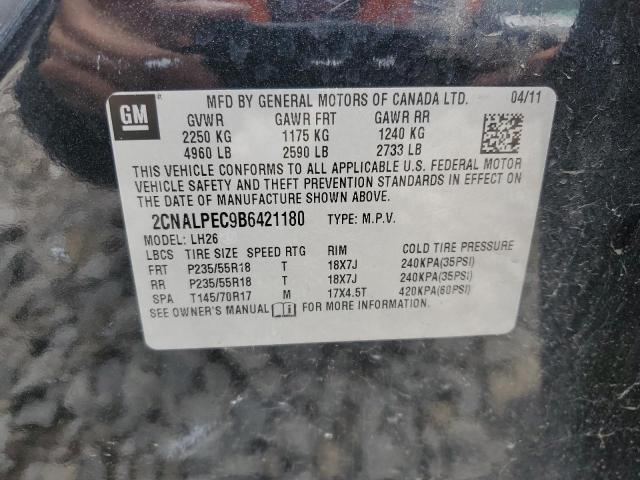 GM
MFD BY GENERAL MOTORS OF CANADA LTD. 04/11
GVWR GAWR FRT GAWR RR
2250 KG 1175 KG 1240 KG
4960 LB 2590 LB 2733 LB
THIS VEHICLE CONFORMS TO ALL APPLICABLE U.S. FEDERAL MOTOR
VEHICLE SAFETY AND THEFT PREVENTION STANDARDS IN EFFECT ON
THE DATE OF MANUFACTURE SHOWN ABOVE.
2CNALPEC9B6421180 TYPE: M.P.V.
MODEL: LH26
LBCS TIRE SIZE SPEED RTG RIM COLD TIRE PRESSURE
FRT P235/55R18 T 18X7J 240KPA(35PSI)
RR P235/55R18 T 18X7J 240KPA(35PSI)
SPA T145/70R17 M 17X4.5T 420KPA(60PSI)
SEE OWNER'S MANUAL FOR MORE INFORMATION